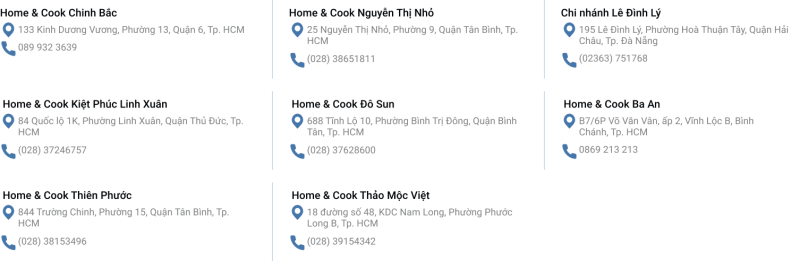 Home & Cook Chinh Bắc
133 Kinh Dương Vương, Phường 13, Quận 6, Tp. HCM
089 932 3639
Home & Cook Nguyễn Thị Nhỏ
25 Nguyễn Thị Nhỏ, Phường 9, Quận Tân Bình, Tp.
HCM
(028) 38651811
Chi nhánh Lê Đình Lý
195 Lê Đình Lý, Phường Hoà Thuận Tây, Quận Hải
Châu, Tp. Đà Nẵng
(02363) 751768
Home & Cook Kiệt Phúc Linh Xuân
84 Quốc lộ 1K, Phường Linh Xuân, Quận Thủ Đức, Tp.
HCM
(028) 37246757
Home & Cook Đô Sun
688 Tỉnh Lộ 10, Phường Bình Trị Đông, Quận Bình
Tân, Tp. HCM
(028) 37628600
Home & Cook Ba An
B7/6P Võ Văn Vân, ấp 2, Vĩnh Lộc B, Bình
Chánh, Tp. HCM
0869 213 213
Home & Cook Thiên Phước
844 Trường Chinh, Phường 15, Quận Tân Bình, Tp.
HCM
(028) 38153496
Home & Cook Thảo Mộc Việt
18 đường số 48, KDC Nam Long, Phường Phước
Long B, Tp. HCM
(028) 39154342